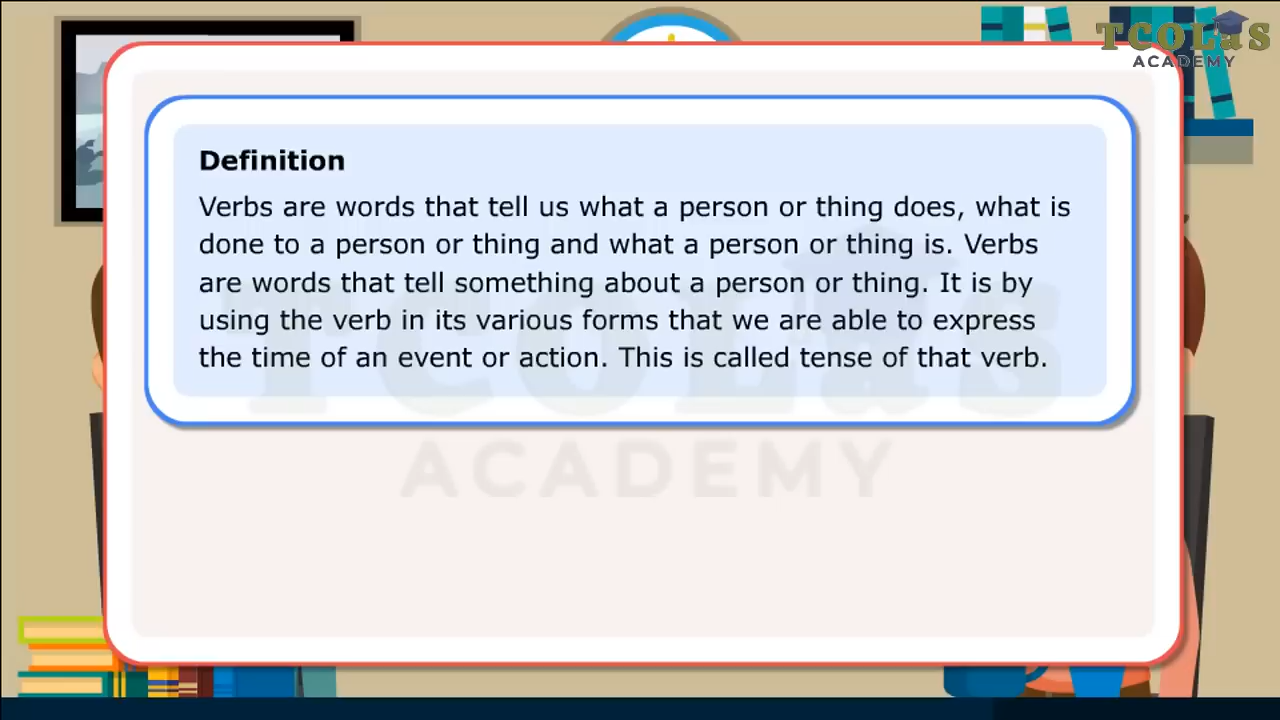 TCOLaS
ACADEMY
Definition
Verbs are words that tell us what a person or thing does, what is
done to a person or thing and what a person or thing is. Verbs
are words that tell something about a person or thing. It is by
using the verb in its various forms that we are able to express
the time of an event or action. This is called tense of that verb.
TCOLaS
ACADEMY